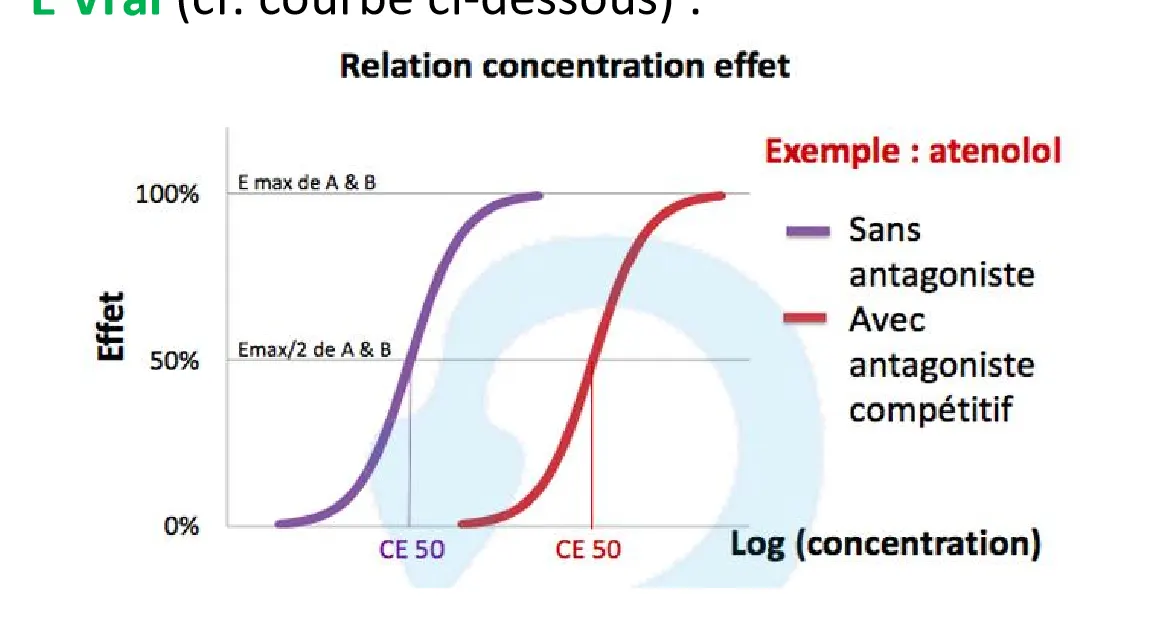 E Vrai (cf. courbe ci-dessous) :
Relation concentration effet
Exemple : atenolol
E max de A & B
100%
Sans
antagoniste
Avec
antagoniste
compétitif
Effet
Emax/2 de A & B
50%
0%
CE 50
CE 50
Log (concentration)